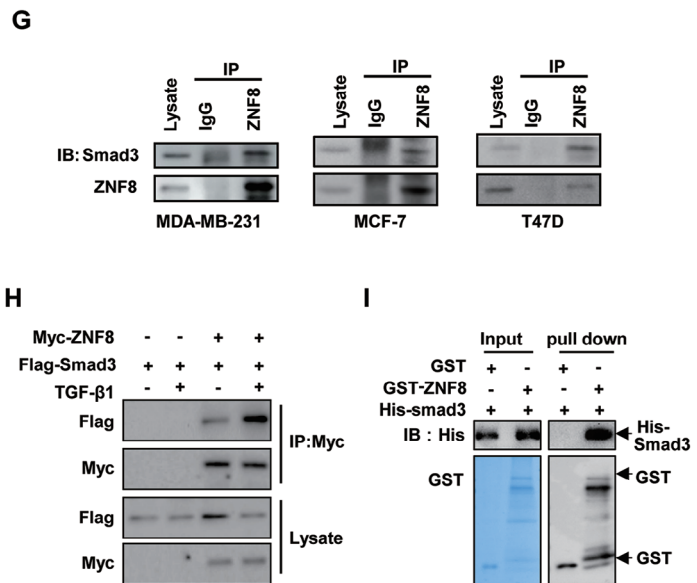 G
IP
IP
IP
Lysate
IgG
ZNF8
Lysate
IgG
ZNF8
Lysate
IgG
ZNF8
IB: Smad3
ZNF8
MDA-MB-231
MCF-7
T47D
H
Myc-ZNF8 - - + +
Flag-Smad3 + + + +
TGF-β1 - + - +
Flag
Myc
IP:Myc
Flag
Myc
Lysate
I
Input pull down
GST + - + -
GST-ZNF8 - + - +
His-smad3 + + + +
IB : His
His-
Smad3
GST
GST
GST